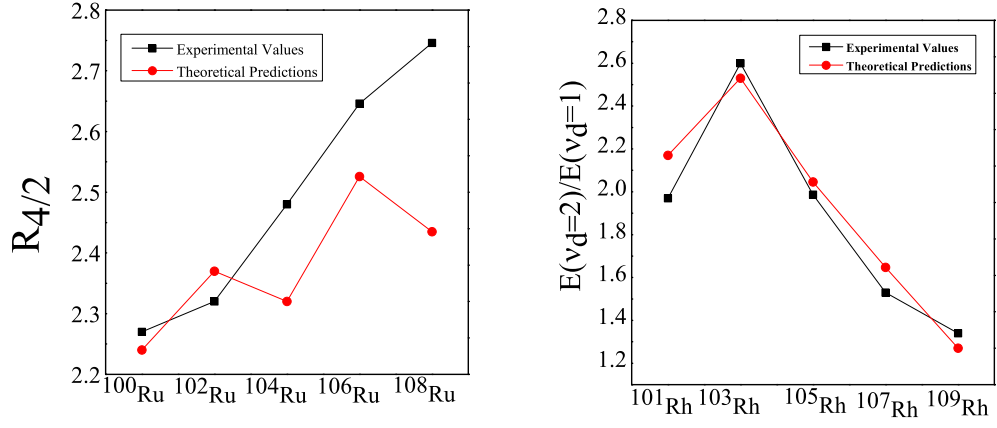 R4/2
2.8
2.7
2.6
2.5
2.4
2.3
2.2
Experimental Values
Theoretical Predictions
100Ru 102Ru 104Ru 106Ru 108Ru
E(νd=2)/E(νd=1)
2.6
2.4
2.2
2.0
1.8
1.6
1.4
1.2
Experimental Values
Theoretical Predictions
101Rh 103Rh 105Rh 107Rh 109Rh